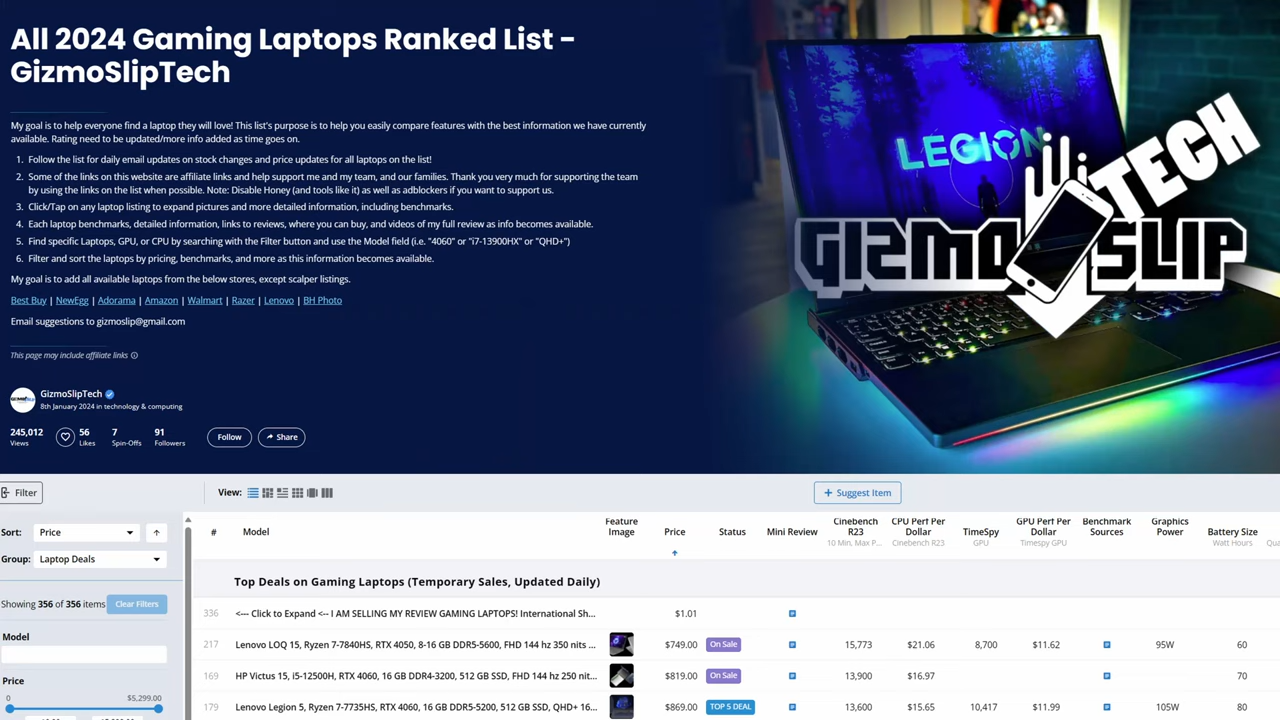 All 2024 Gaming Laptops Ranked List -
GizmoSlipTech
My goal is to help everyone find a laptop they will love! This list's purpose is to help you easily compare features with the best information we have currently
available. Rating need to be updated/more info added as time goes on.
1. Follow the list for daily email updates on stock changes and price updates for all laptops on the list!
2. Some of the links on this website are affiliate links and help support me and my team, and our families. Thank you very much for supporting the team
by using the links on the list when possible. Note: Disable Honey (and tools like it) as well as adblockers if you want to support us.
3. Click/Tap on any laptop listing to expand pictures and more detailed information, including benchmarks.
4. Each laptop benchmarks, detailed information, links to reviews, where you can buy, and videos of my full review as info becomes available.
5. Find specific Laptops, GPU, or CPU by searching with the Filter button and use the Model field (i.e. "4060" or "i7-13900HX" or "QHD+")
6. Filter and sort the laptops by pricing, benchmarks, and more as this information becomes available.
My goal is to add all available laptops from the below stores, except scalper listings.
Best Buy | NewEgg | Adorama | Amazon | Walmart | Razer | Lenovo | BH Photo
Email suggestions to gizmoslip@gmail.com
This page may include affiliate links
GizmoSlipTech
8th January 2024 in technology & computing
245,012 56 7 91
Views Likes Spin-Offs Followers
Follow Share
LEGION
TECH
GIZMO SLIP
Filter View: + Suggest Item
Sort: Price
Group: Laptop Deals
Showing 356 of 356 items Clear Filters
Model
Price
0 $5,299.00
# Model Feature Image Price Status Mini Review Cinebench R23 CPU Perf Per Dollar TimeSpy GPU Perf Per Dollar Benchmark Sources Graphics Power Battery Size
10 Min, Max P... Cinebench R23 GPU Timespy GPU Watt Hours
Top Deals on Gaming Laptops (Temporary Sales, Updated Daily)
336 <--- Click to Expand <-- I AM SELLING MY REVIEW GAMING LAPTOPS! International Sh... $1.01
217 Lenovo LOQ 15, Ryzen 7-7840HS, RTX 4050, 8-16 GB DDR5-5600, FHD 144 hz 350 nits ... $749.00 On Sale 15,773 $21.06 8,700 $11.62 95W 60
169 HP Victus 15, i5-12500H, RTX 4060, 16 GB DDR4-3200, 512 GB SSD, FHD 144 hz 250 nit... $819.00 On Sale 13,900 $16.97 70
179 Lenovo Legion 5, Ryzen 7-7735HS, RTX 4060, 16 GB DDR5-5200, 512 GB SSD, QHD+ 16... $869.00 TOP 5 DEAL 13,600 $15.65 10,417 $11.99 105W 80